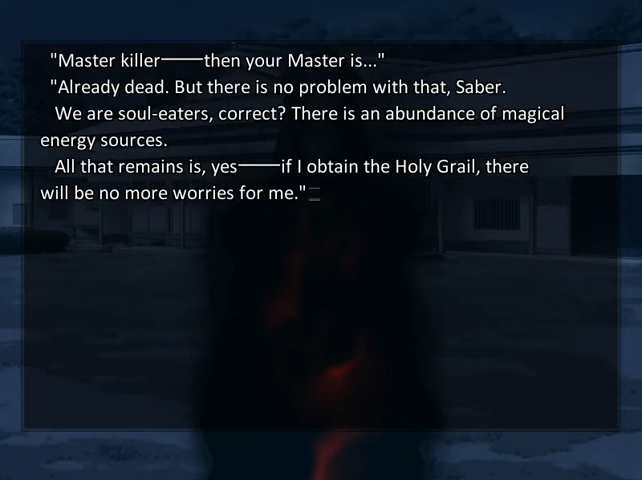 "Master killer───then your Master is..."
"Already dead. But there is no problem with that, Saber.
We are soul-eaters, correct? There is an abundance of magical
energy sources.
All that remains is, yes───if I obtain the Holy Grail, there
will be no more worries for me."